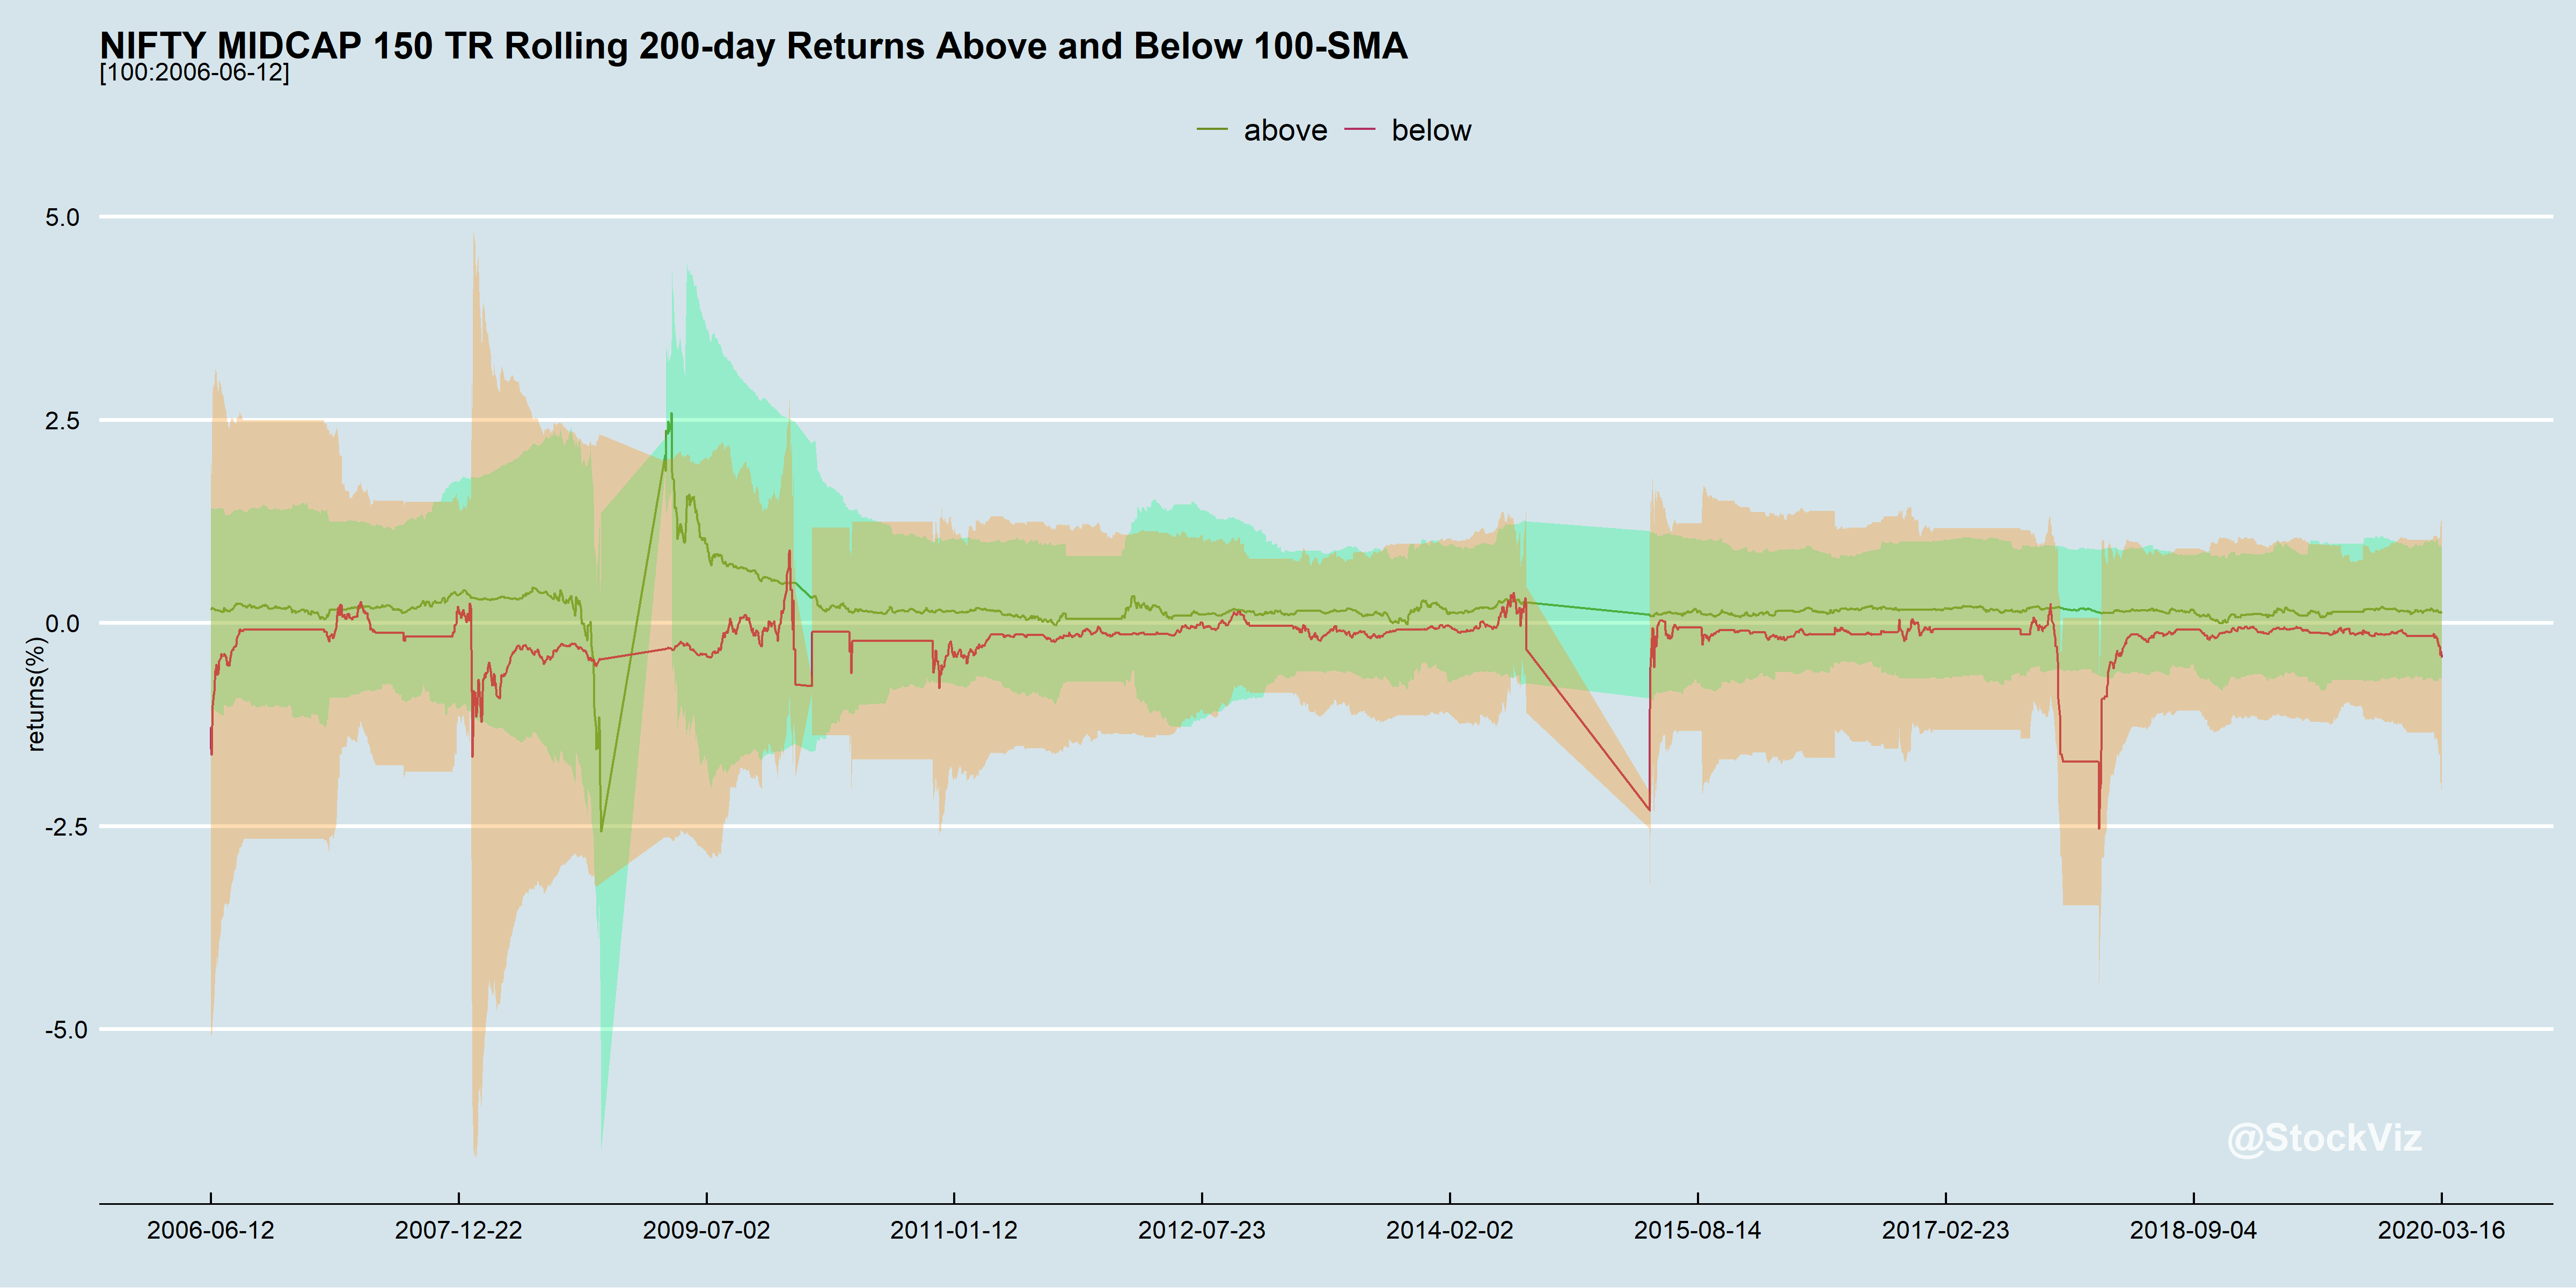 NIFTY MIDCAP 150 TR Rolling 200-day Returns Above and Below 100-SMA
[100:2006-06-12]
above below
5.0
2.5
0.0
-2.5
-5.0
returns(%)
@StockViz
2006-06-12 2007-12-22 2009-07-02 2011-01-12 2012-07-23 2014-02-02 2015-08-14 2017-02-23 2018-09-04 2020-03-16